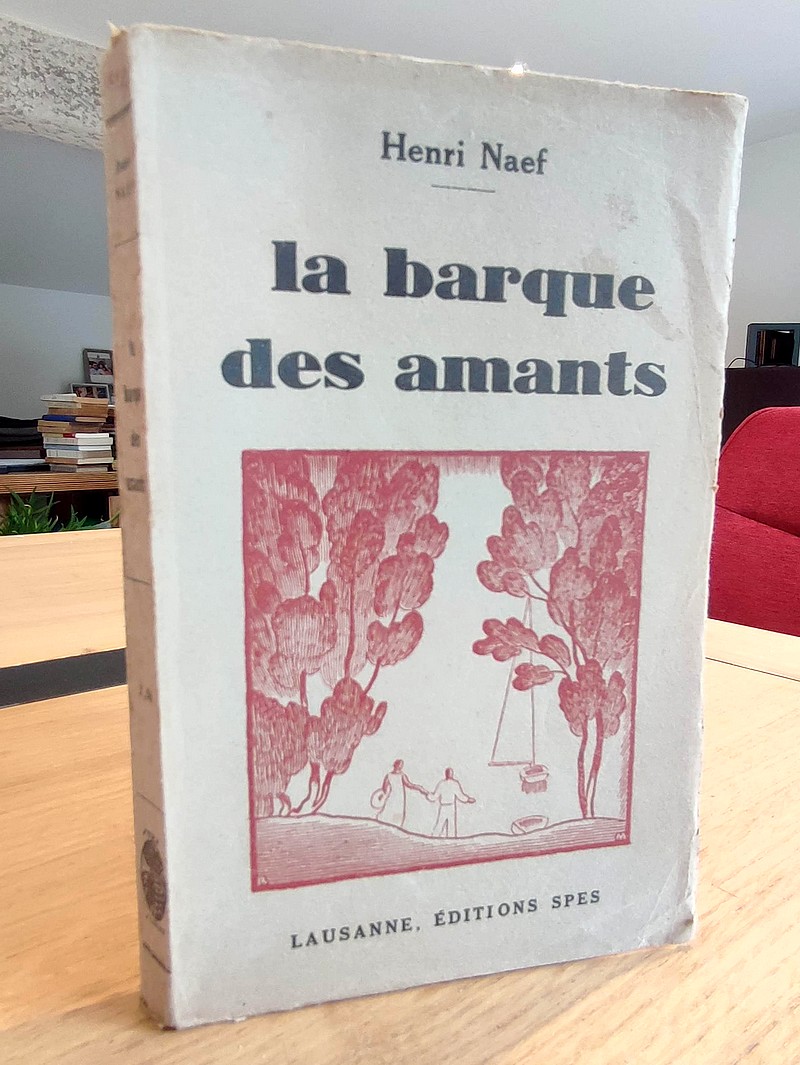 Henri Naef
la barque
des amants
LAUSANNE, ÉDITIONS SPES